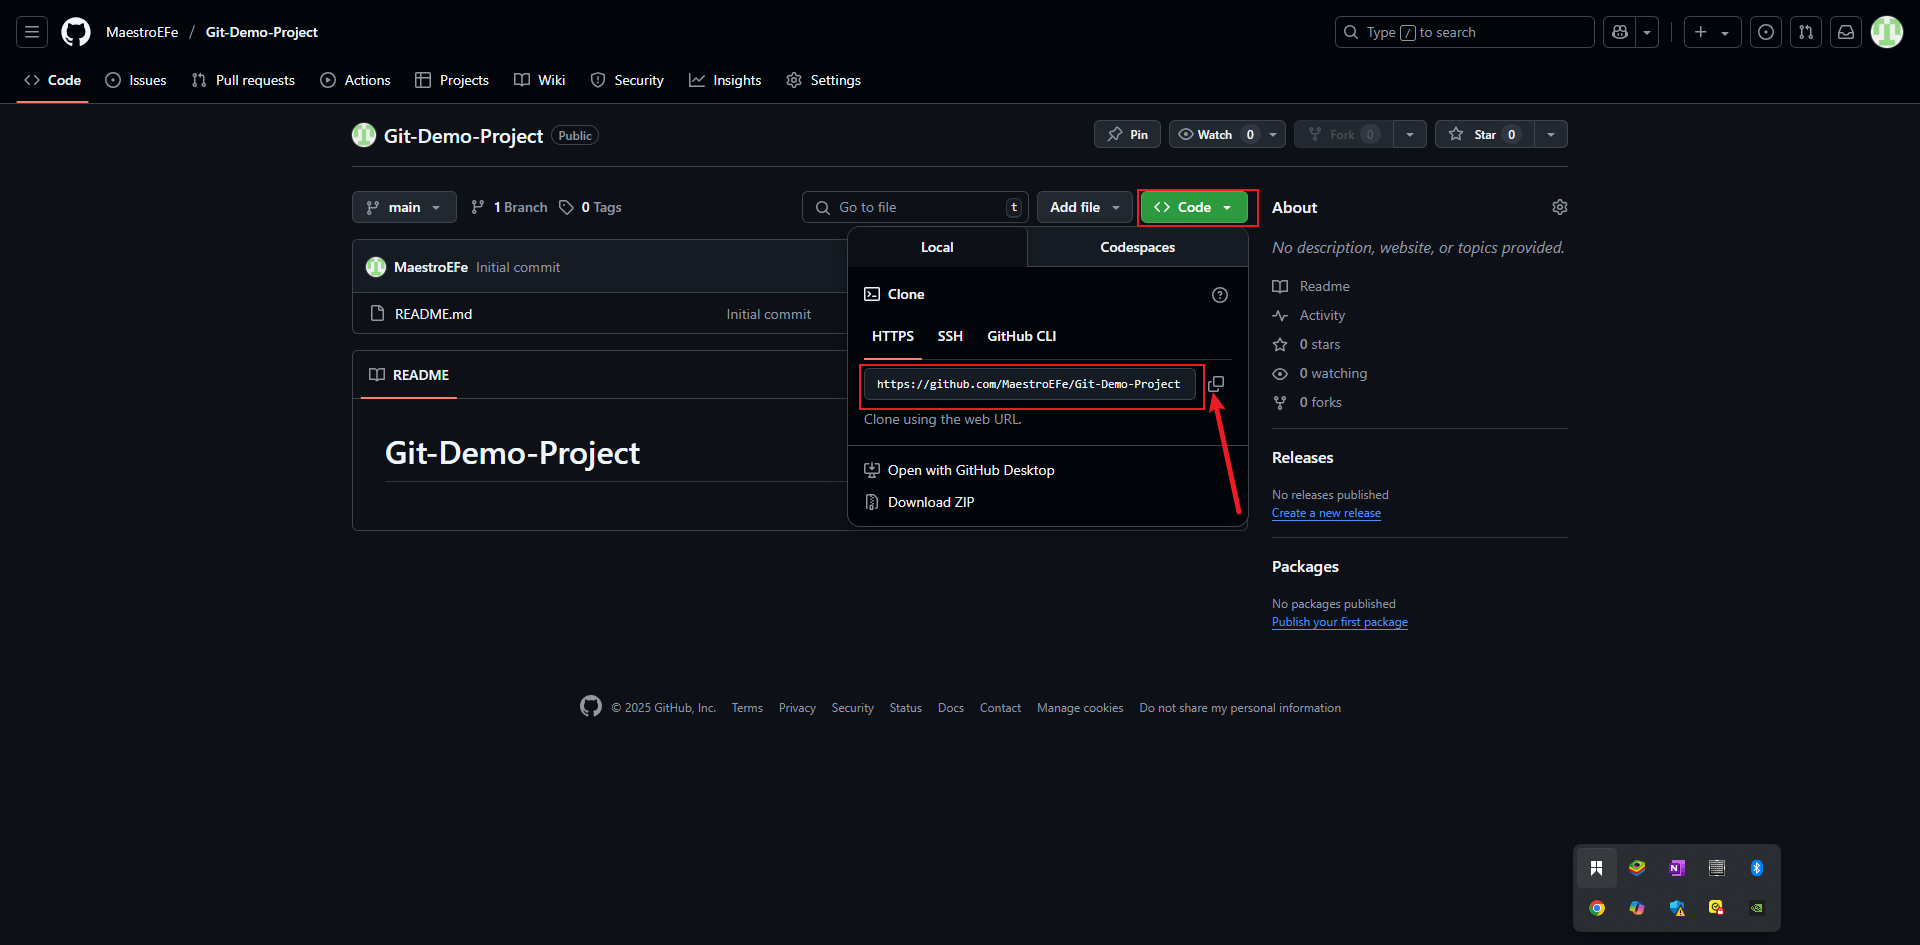 MaestroEFe / Git-Demo-Project
Type / to search
Code Issues Pull requests Actions Projects Wiki Security Insights Settings
Git-Demo-Project Public
Pin Watch 0 Fork 0 Star 0
main 1 Branch 0 Tags Go to file t Add file Code
MaestroEFe Initial commit
README.md Initial commit
README
Git-Demo-Project
Local Codespaces
Clone
HTTPS SSH GitHub CLI
https://github.com/MaestroEFe/Git-Demo-Project
Clone using the web URL.
Open with GitHub Desktop
Download ZIP
About
No description, website, or topics provided.
Readme
Activity
0 stars
0 watching
0 forks
Releases
No releases published
Create a new release
Packages
No packages published
Publish your first package
© 2025 GitHub, Inc. Terms Privacy Security Status Docs Contact Manage cookies Do not share my personal information
N